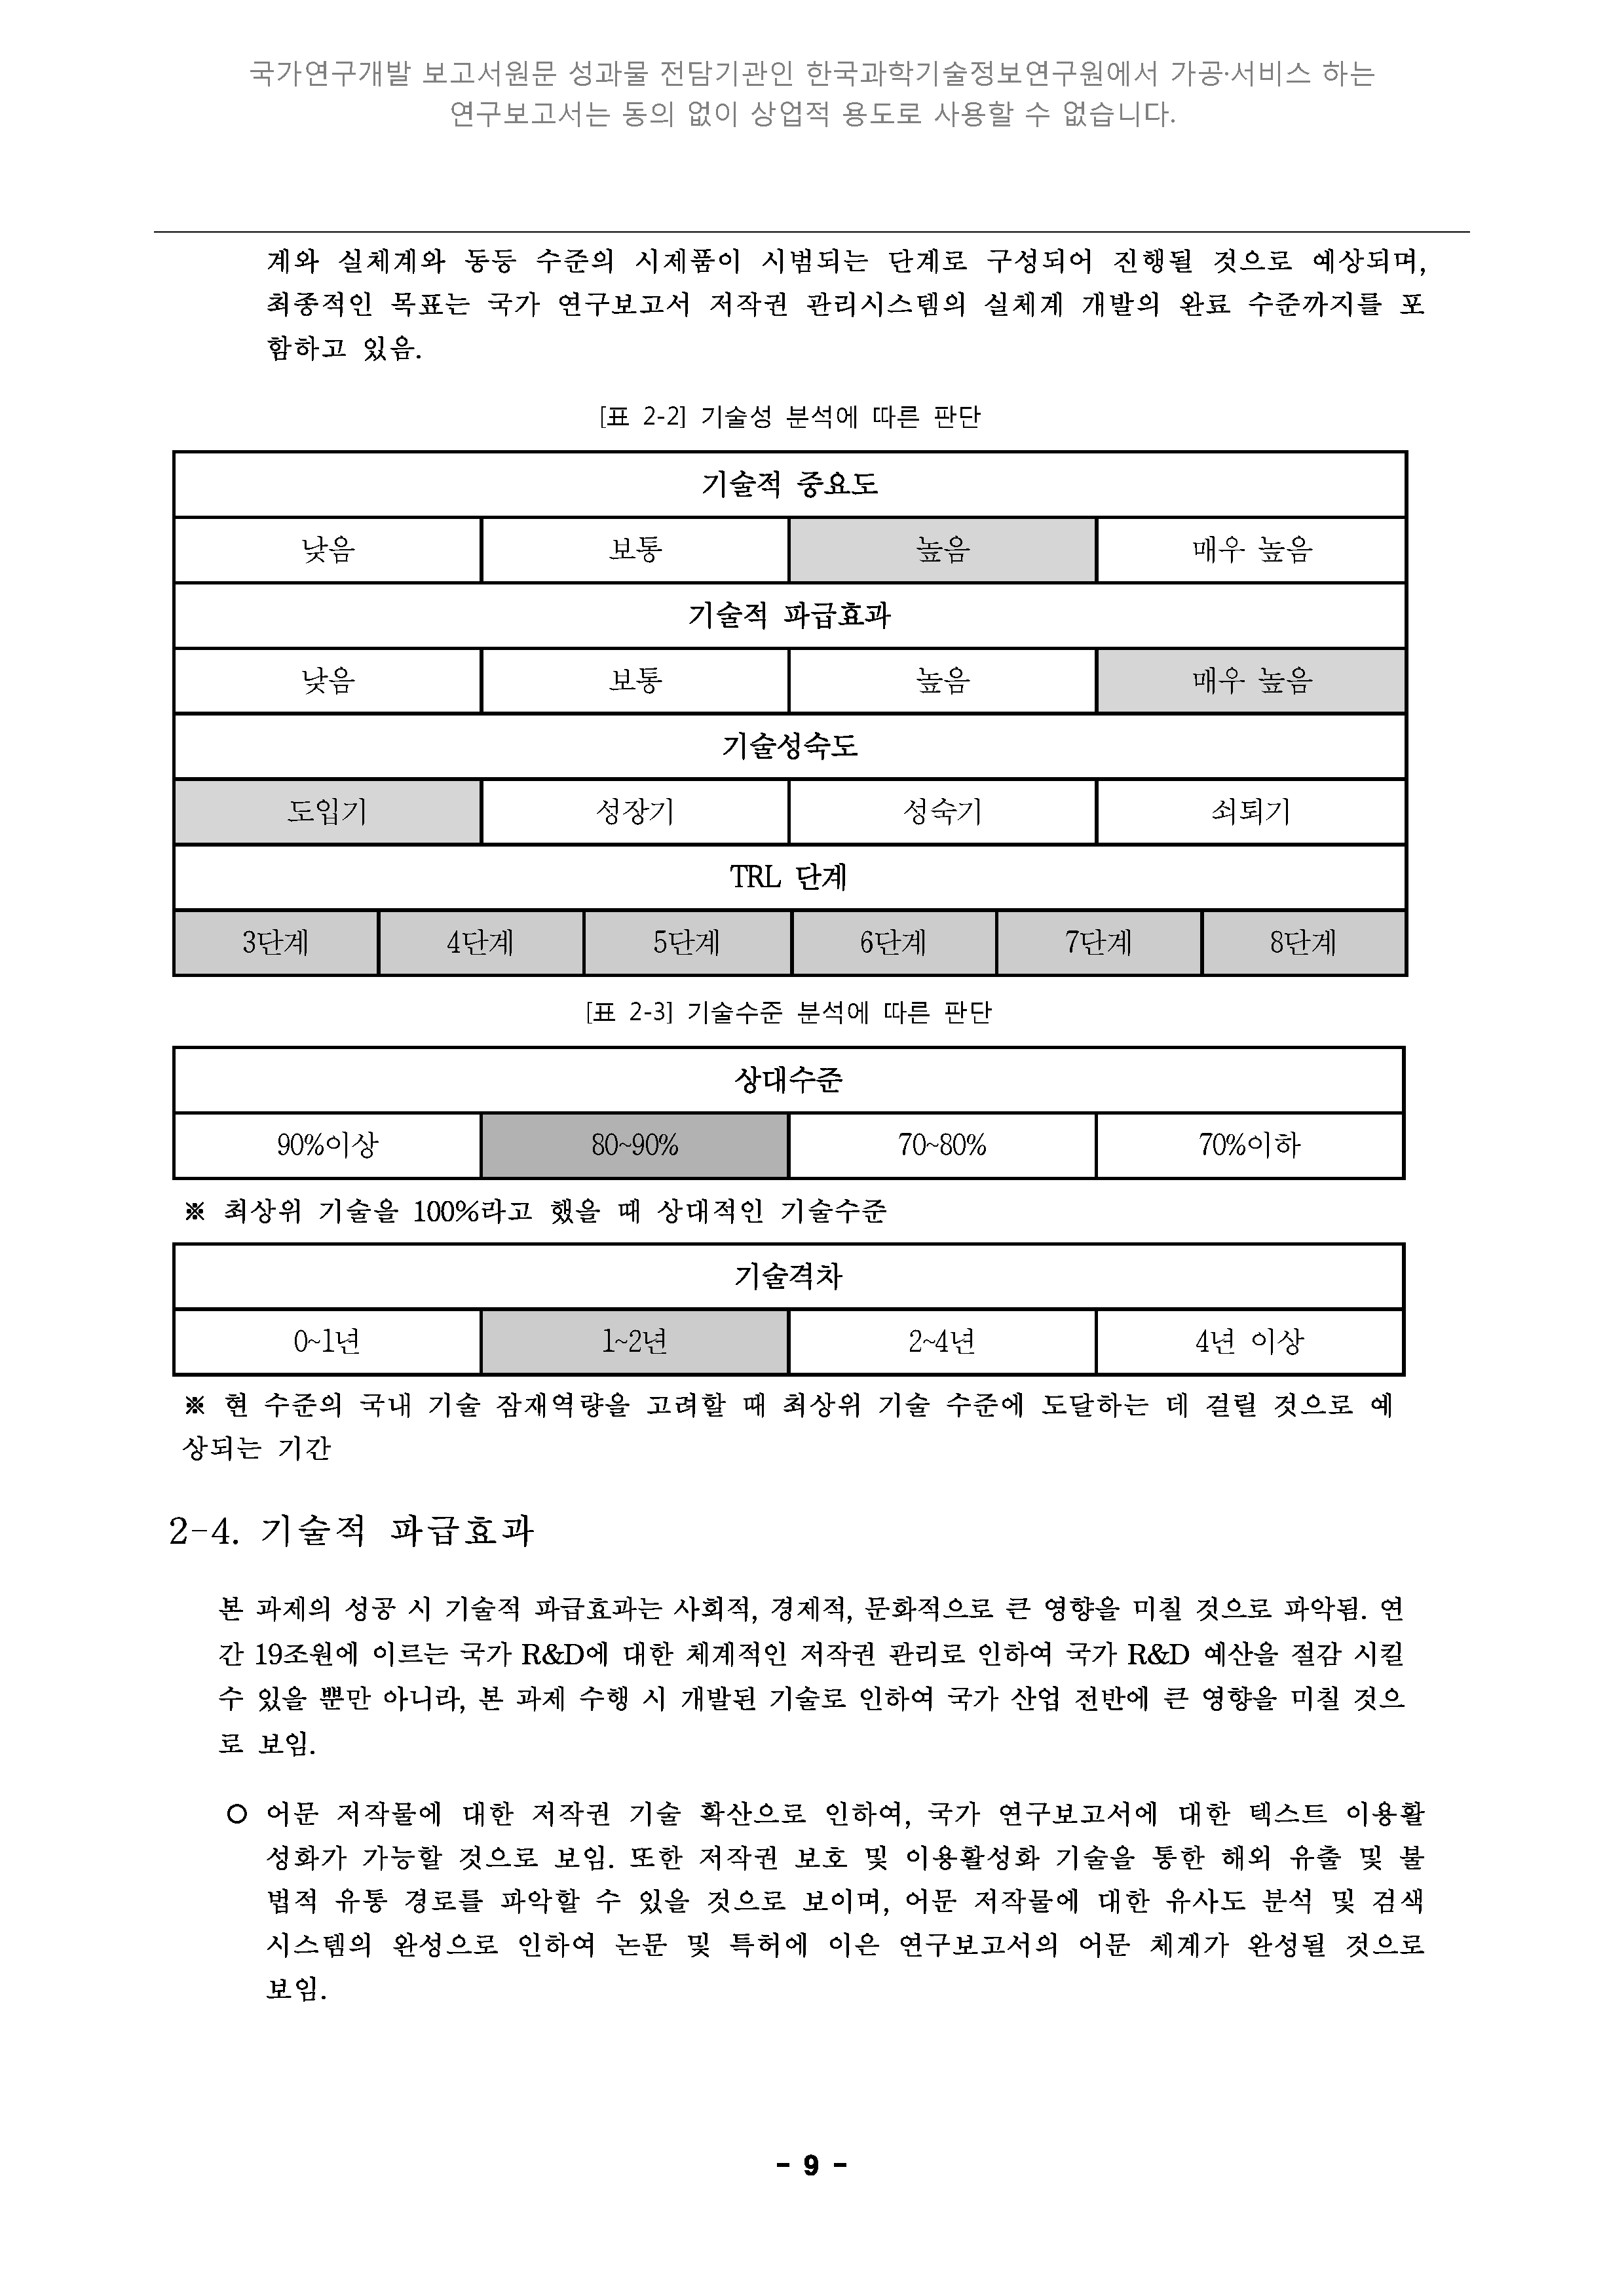 국가연구개발 보고서원문 성과물 전담기관인 한국과학기술정보연구원에서 가공·서비스 하는
연구보고서는 동의 없이 상업적 용도로 사용할 수 없습니다.
계와 실체계와 동등 수준의 시제품이 시범되는 단계로 구성되어 진행될 것으로 예상되며,
최종적인 목표는 국가 연구보고서 저작권 관리시스템의 실체계 개발의 완료 수준까지를 포
함하고 있음.
[표 2-2] 기술성 분석에 따른 판단
기술적 중요도
낮음 보통 높음 매우 높음
기술적 파급효과
낮음 보통 높음 매우 높음
기술성숙도
도입기 성장기 성숙기 쇠퇴기
TRL 단계
3단계 4단계 5단계 6단계 7단계 8단계
[표 2-3] 기술수준 분석에 따른 판단
상대수준
90%이상 80~90% 70~80% 70%이하
※ 최상위 기술을 100%라고 했을 때 상대적인 기술수준
기술격차
0~1년 1~2년 2~4년 4년 이상
※ 현 수준의 국내 기술 잠재역량을 고려할 때 최상위 기술 수준에 도달하는 데 걸릴 것으로 예
상되는 기간
2-4. 기술적 파급효과
본 과제의 성공 시 기술적 파급효과는 사회적, 경제적, 문화적으로 큰 영향을 미칠 것으로 파악됨. 연
간 19조원에 이르는 국가 R&D에 대한 체계적인 저작권 관리로 인하여 국가 R&D 예산을 절감 시킬
수 있을 뿐만 아니라, 본 과제 수행 시 개발된 기술로 인하여 국가 산업 전반에 큰 영향을 미칠 것으
로 보임.
○ 어문 저작물에 대한 저작권 기술 확산으로 인하여, 국가 연구보고서에 대한 텍스트 이용활
성화가 가능할 것으로 보임. 또한 저작권 보호 및 이용활성화 기술을 통한 해외 유출 및 불
법적 유통 경로를 파악할 수 있을 것으로 보이며, 어문 저작물에 대한 유사도 분석 및 검색
시스템의 완성으로 인하여 논문 및 특허에 이은 연구보고서의 어문 체계가 완성될 것으로
보임.
- 9 -